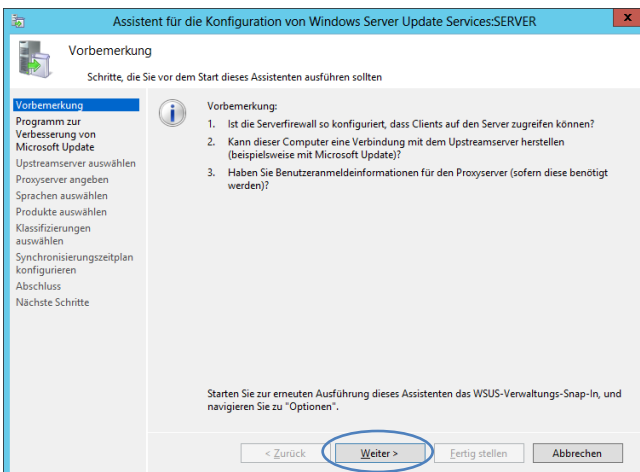 Assistent für die Konfiguration von Windows Server Update Services:SERVER
x
Vorbemerkung
Schritte, die Sie vor dem Start dieses Assistenten ausführen sollten
Vorbemerkung
Programm zur
Verbesserung von
Microsoft Update
Upstreamserver auswählen
Proxyserver angeben
Sprachen auswählen
Produkte auswählen
Klassifizierungen
auswählen
Synchronisierungszeitplan
konfigurieren
Abschluss
Nächste Schritte
Vorbemerkung:
1. Ist die Serverfirewall so konfiguriert, dass Clients auf den Server zugreifen können?
2. Kann dieser Computer eine Verbindung mit dem Upstreamserver herstellen
(beispielsweise mit Microsoft Update)?
3. Haben Sie Benutzeranmeldeinformationen für den Proxyserver (sofern diese benötigt
werden)?
Starten Sie zur erneuten Ausführung dieses Assistenten das WSUS-Verwaltungs-Snap-In, und
navigieren Sie zu "Optionen".
< Zurück
Weiter >
Fertig stellen
Abbrechen